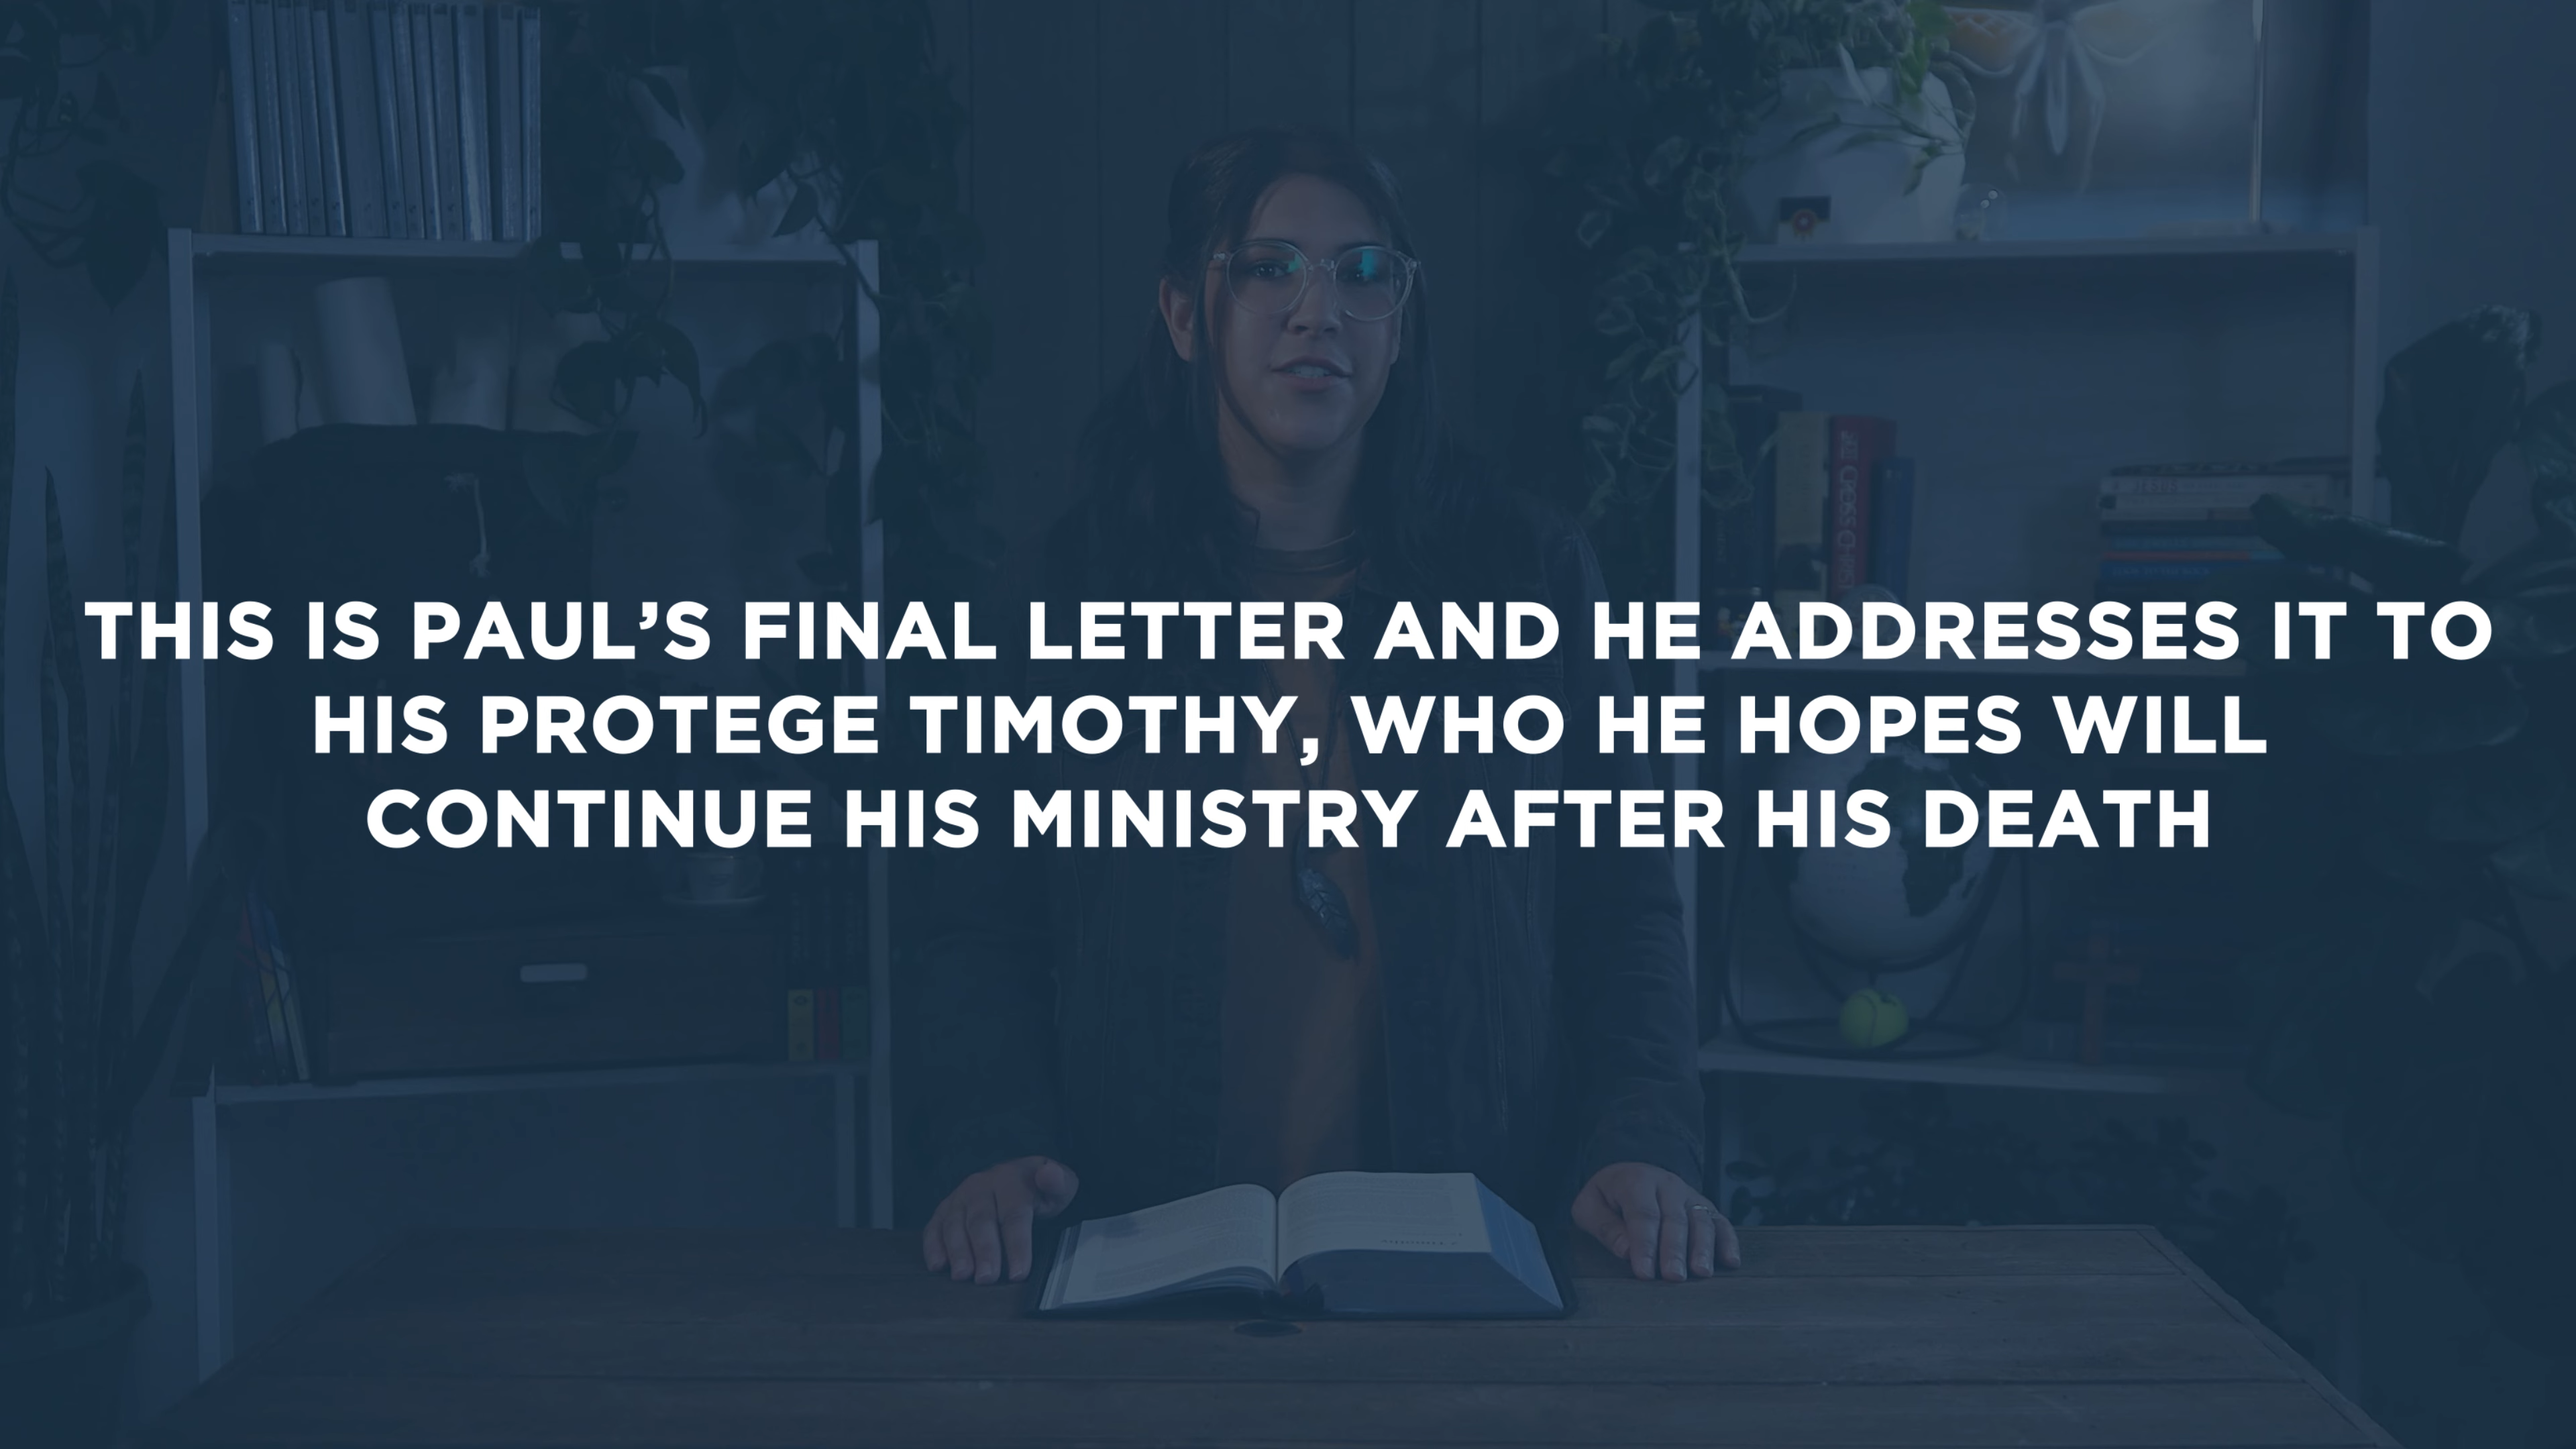 THIS IS PAUL’S FINAL LETTER AND HE ADDRESSES IT TO
HIS PROTEGE TIMOTHY, WHO HE HOPES WILL
CONTINUE HIS MINISTRY AFTER HIS DEATH
JESUS